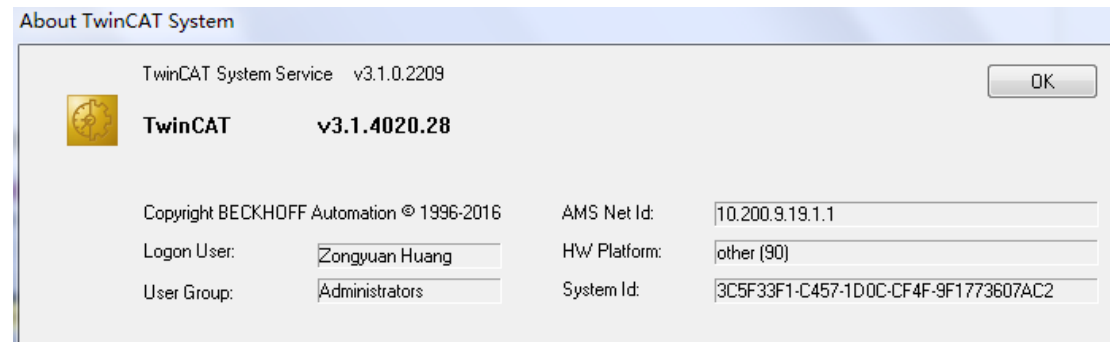 About TwinCAT System
TwinCAT System Service v3.1.0.2209
OK
TwinCAT v3.1.4020.28
Copyright BECKHOFF Automation © 1996-2016
AMS Net Id: 10.200.9.19.1.1
Logon User: Zongyuan Huang
HW Platform: other (90)
User Group: Administrators
System Id: 3C5F33F1-C457-1D0C-CF4F-9F1773607AC2